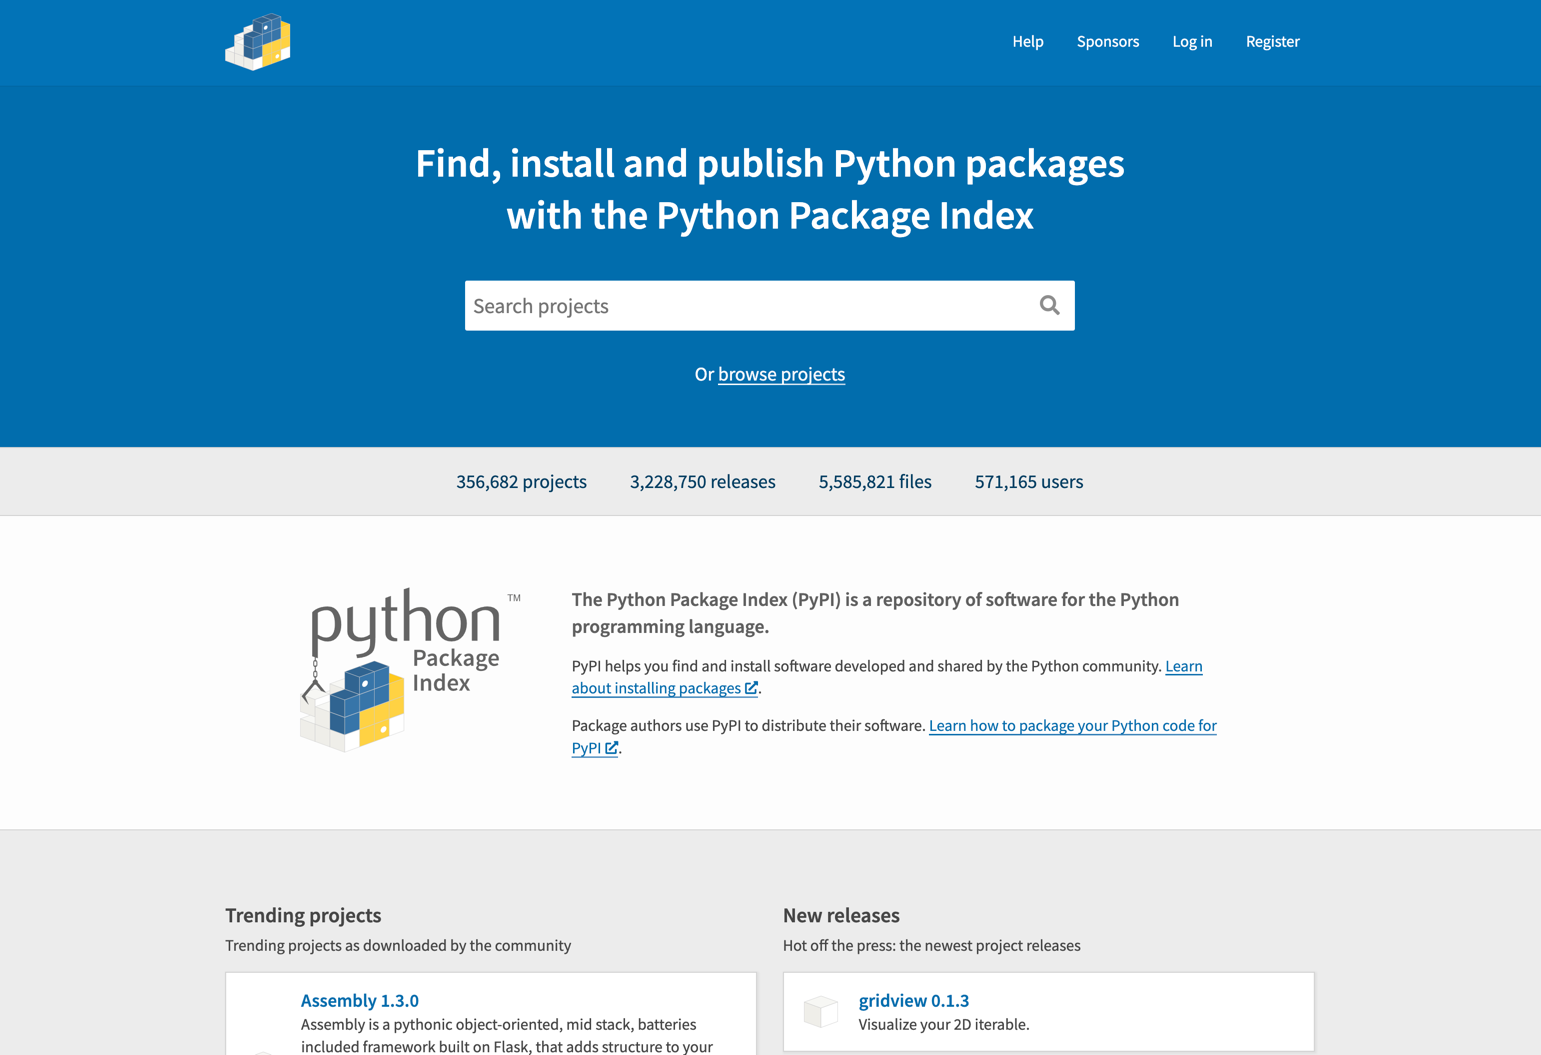 Help Sponsors Log in Register
Find, install and publish Python packages
with the Python Package Index
Search projects
Or browse projects
356,682 projects 3,228,750 releases 5,585,821 files 571,165 users
python™
Package
Index
The Python Package Index (PyPI) is a repository of software for the Python
programming language.
PyPI helps you find and install software developed and shared by the Python community. Learn
about installing packages.
Package authors use PyPI to distribute their software. Learn how to package your Python code for
PyPI.
Trending projects
Trending projects as downloaded by the community
Assembly 1.3.0
Assembly is a pythonic object-oriented, mid stack, batteries
included framework built on Flask, that adds structure to your
New releases
Hot off the press: the newest project releases
gridview 0.1.3
Visualize your 2D iterable.